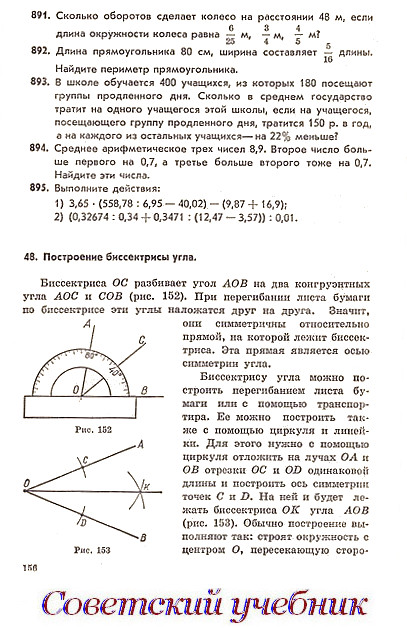 891. Сколько оборотов сделает колесо на расстоянии 48 м, если
длина окружности колеса равна 6/25 м, 3/4 м, 4/5 м?
892. Длина прямоугольника 80 см, ширина составляет 5/16 длины.
Найдите периметр прямоугольника.
893. В школе обучается 400 учащихся, из которых 180 посещают
группы продленного дня. Сколько в среднем государство
тратит на одного учащегося этой школы, если на учащегося,
посещающего группу продленного дня, тратится 150 р. в год,
а на каждого из остальных учащихся — на 22% меньше?
894. Среднее арифметическое трех чисел 8,9. Второе число боль-
ше первого на 0,7, а третье больше второго тоже на 0,7.
Найдите эти числа.
895. Выполните действия:
1) 3,65 · (558,78 : 6,95 — 40,02) — (9,87 + 16,9);
2) (0,32674 : 0,34 + 0,3471 : (12,47 — 3,57)) : 0,01.
48. Построение биссектрисы угла.
Биссектриса OC разбивает угол AOB на два конгруэнтных
угла AOC и COB (рис. 152). При перегибании листа бумаги
по биссектрисе эти углы наложатся друг на друга. Значит,
они симметричны относительно
прямой, на которой лежит биссек-
триса. Эта прямая является осью
симметрии угла.
Биссектрису угла можно по-
строить перегибанием листа бу-
маги или с помощью транспор-
тира. Ее можно построить так-
же с помощью циркуля и линей-
ки. Для этого нужно с помощью
циркуля отложить на лучах OA и
OB отрезки OC и OD одинаковой
длины и построить ось симметрии
точек C и D. На ней и будет ле-
жать биссектриса OK угла AOB
(рис. 153). Обычно построение вы-
полняют так: строят окружность с
центром O, пересекающую сторо-
A
C
80°
40°
O
B
Рис. 152
A
C
O
K
D
B
Рис. 153
156
Советский учебник